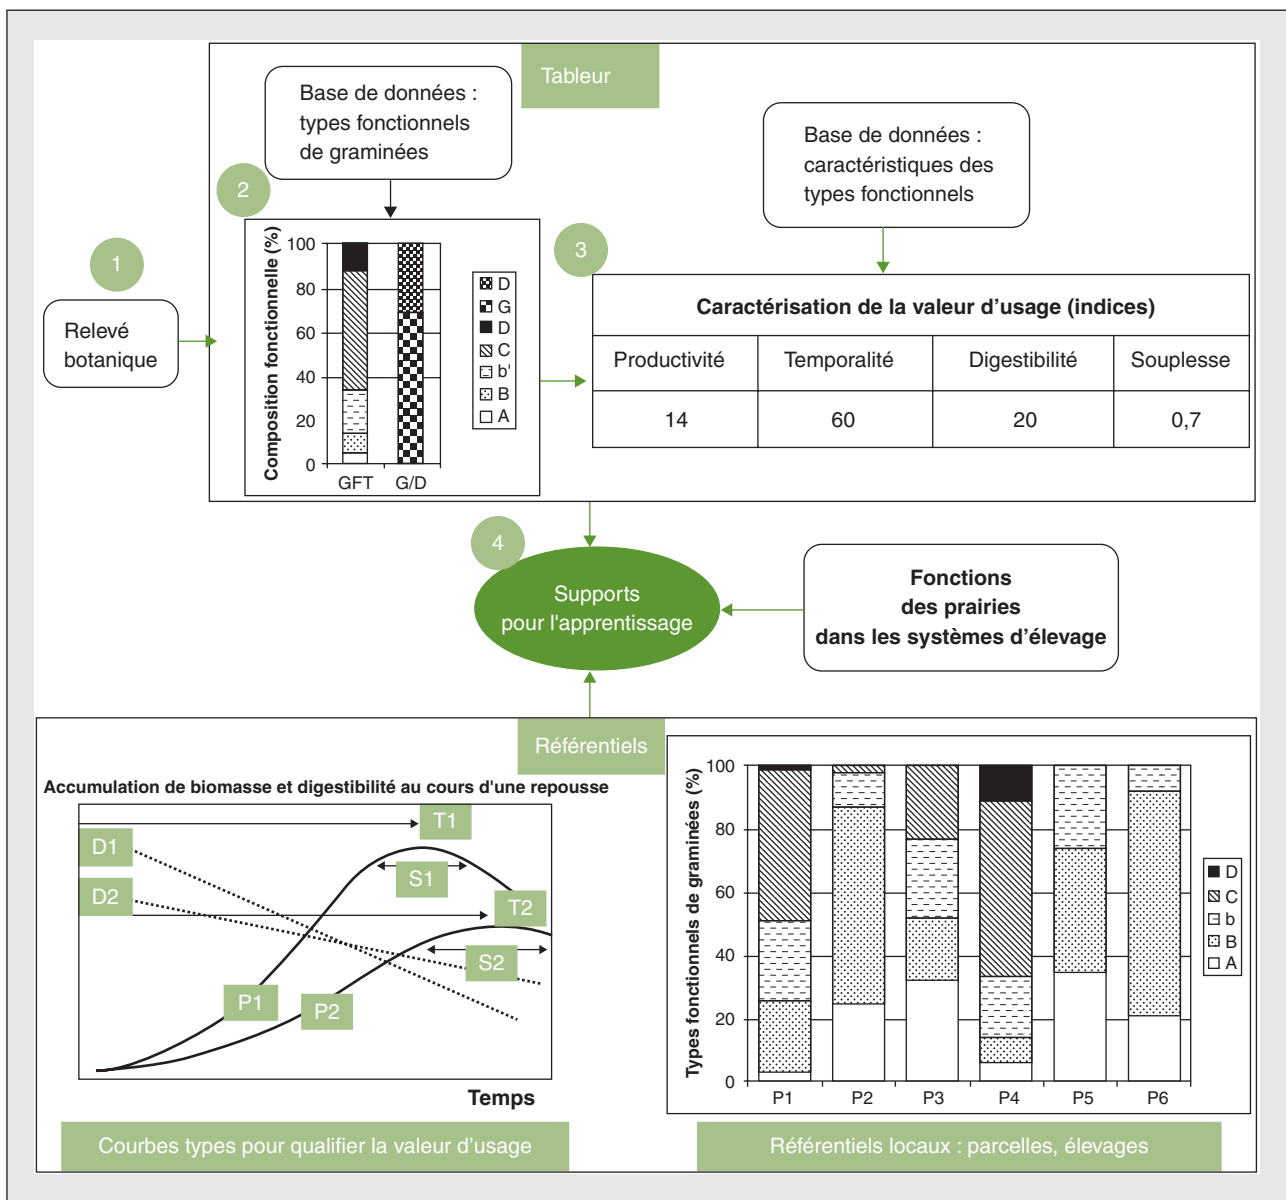 Tableur
Base de données :
types fonctionnels
de graminées
Base de données :
caractéristiques des
types fonctionnels
1
Relevé
botanique
2
Composition fonctionnelle (%)
100
80
60
40
20
0
GFT
G/D
D
G
D
C
b'
B
A
3
Caractérisation de la valeur d'usage (indices)
Productivité Temporalité Digestibilité Souplesse
14 60 20 0,7
4
Supports
pour l'apprentissage
Fonctions
des prairies
dans les systèmes d'élevage
Référentiels
Accumulation de biomasse et digestibilité au cours d'une repousse
T1
D1
S1
D2
T2
S2
P1
P2
Temps
Courbes types pour qualifier la valeur d'usage
Types fonctionnels de graminées (%)
100
80
60
40
20
0
P1 P2 P3 P4 P5 P6
D
C
b
B
A
Référentiels locaux : parcelles, élevages